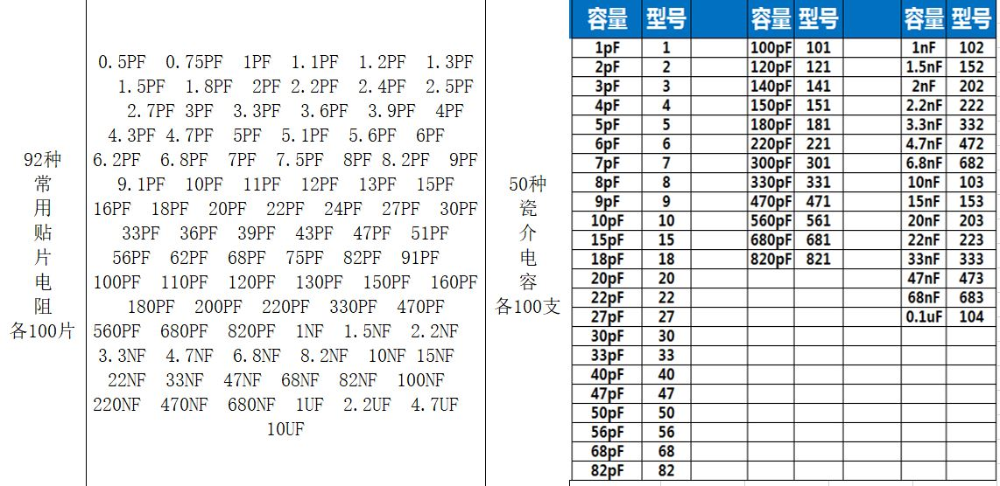 92种
常
用
贴
片
电
阻
各100片
0.5PF 0.75PF 1PF 1.1PF 1.2PF 1.3PF
1.5PF 1.8PF 2PF 2.2PF 2.4PF 2.5PF
2.7PF 3PF 3.3PF 3.6PF 3.9PF 4PF
4.3PF 4.7PF 5PF 5.1PF 5.6PF 6PF
6.2PF 6.8PF 7PF 7.5PF 8PF 8.2PF 9PF
9.1PF 10PF 11PF 12PF 13PF 15PF
16PF 18PF 20PF 22PF 24PF 27PF 30PF
33PF 36PF 39PF 43PF 47PF 51PF
56PF 62PF 68PF 75PF 82PF 91PF
100PF 110PF 120PF 130PF 150PF 160PF
180PF 200PF 220PF 330PF 470PF
560PF 680PF 820PF 1NF 1.5NF 2.2NF
3.3NF 4.7NF 6.8NF 8.2NF 10NF 15NF
22NF 33NF 47NF 68NF 82NF 100NF
220NF 470NF 680NF 1UF 2.2UF 4.7UF
10UF
50种
瓷
介
电
容
各100支
容量 型号 容量 型号 容量 型号
1pF 1 100pF 101 1nF 102
2pF 2 120pF 121 1.5nF 152
3pF 3 140pF 141 2nF 202
4pF 4 150pF 151 2.2nF 222
5pF 5 180pF 181 3.3nF 332
6pF 6 220pF 221 4.7nF 472
7pF 7 300pF 301 6.8nF 682
8pF 8 330pF 331 10nF 103
9pF 9 470pF 471 15nF 153
10pF 10 560pF 561 20nF 203
15pF 15 680pF 681 22nF 223
18pF 18 820pF 821 33nF 333
20pF 20 47nF 473
22pF 22 68nF 683
27pF 27 0.1uF 104
30pF 30
33pF 33
40pF 40
47pF 47
50pF 50
56pF 56
68pF 68
82pF 82